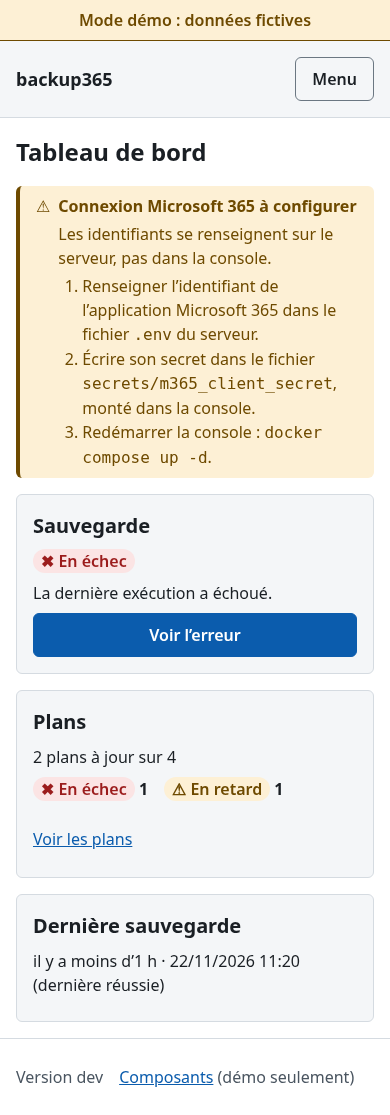 Mode démo : données fictives
backup365
Menu
Tableau de bord
⚠ Connexion Microsoft 365 à configurer
Les identifiants se renseignent sur le
serveur, pas dans la console.
1. Renseigner l’identifiant de
l’application Microsoft 365 dans le
fichier .env du serveur.
2. Écrire son secret dans le fichier
secrets/m365_client_secret,
monté dans la console.
3. Redémarrer la console : docker
compose up -d.
Sauvegarde
✖ En échec
La dernière exécution a échoué.
Voir l’erreur
Plans
2 plans à jour sur 4
✖ En échec 1 ⚠ En retard 1
Voir les plans
Dernière sauvegarde
il y a moins d’1 h · 22/11/2026 11:20
(dernière réussie)
Version dev Composants (démo seulement)